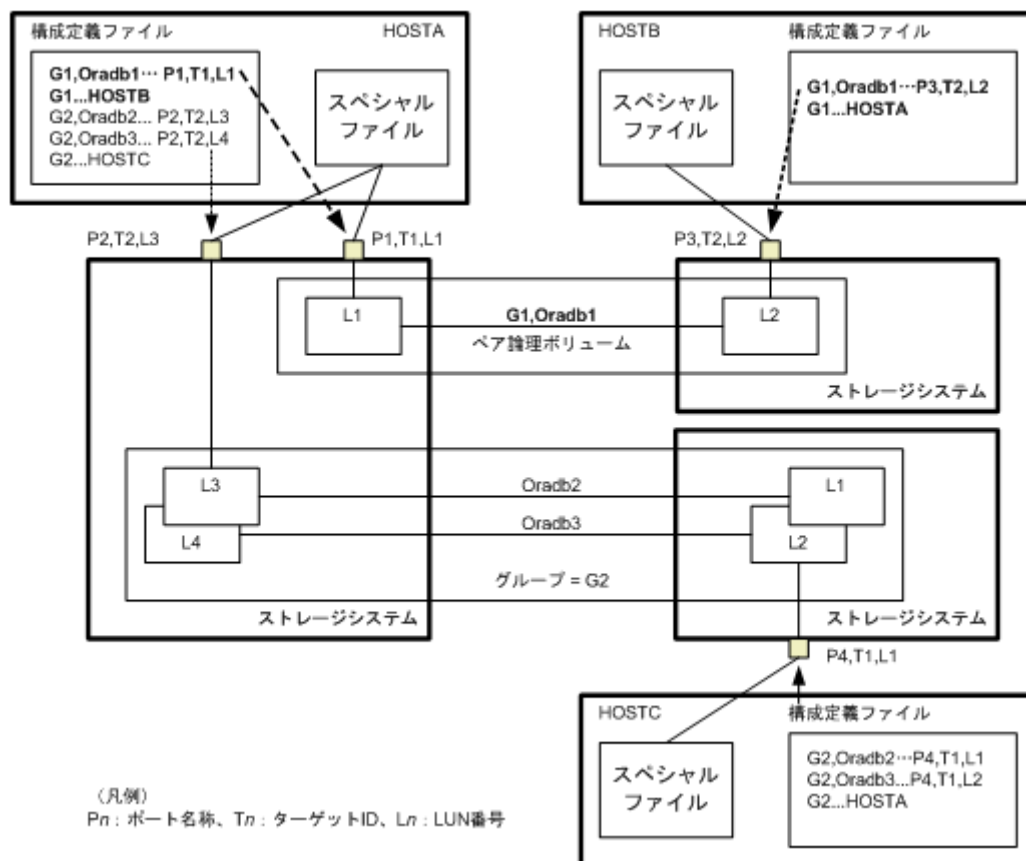 構成定義ファイル
HOSTA
G1,Oradb1… P1,T1,L1
G1...HOSTB
G2,Oradb2... P2,T2,L3
G2,Oradb3... P2,T2,L4
G2...HOSTC
スペシャル
ファイル
HOSTB
構成定義ファイル
スペシャル
ファイル
G1,Oradb1…P3,T2,L2
G1...HOSTA
P2,T2,L3
P1,T1,L1
P3,T2,L2
L1
G1,Oradb1
ペア論理ボリューム
L2
ストレージシステム
L3
L4
Oradb2
Oradb3
L1
L2
グループ = G2
ストレージシステム
ストレージシステム
P4,T1,L1
HOSTC
構成定義ファイル
スペシャル
ファイル
G2,Oradb2…P4,T1,L1
G2,Oradb3...P4,T1,L2
G2...HOSTA
（凡例）
Pn：ポート名称、Tn：ターゲットID、Ln：LUN番号